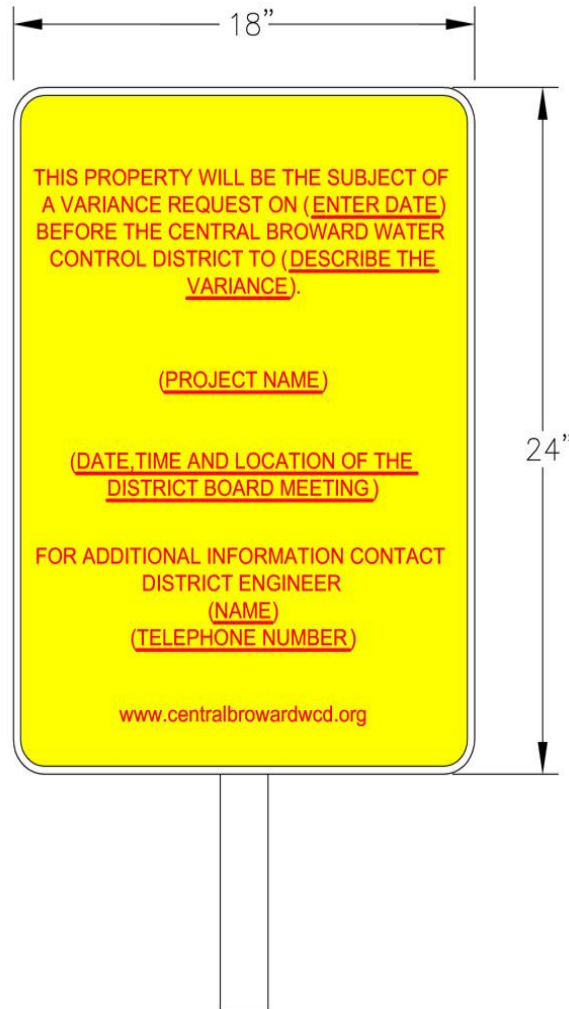 18”
THIS PROPERTY WILL BE THE SUBJECT OF
A VARIANCE REQUEST ON (ENTER DATE)
BEFORE THE CENTRAL BROWARD WATER
CONTROL DISTRICT TO (DESCRIBE THE
VARIANCE).
(PROJECT NAME)
24”
(DATE,TIME AND LOCATION OF THE
DISTRICT BOARD MEETING)
FOR ADDITIONAL INFORMATION CONTACT
DISTRICT ENGINEER
(NAME)
(TELEPHONE NUMBER)
www.centralbrowardwcd.org